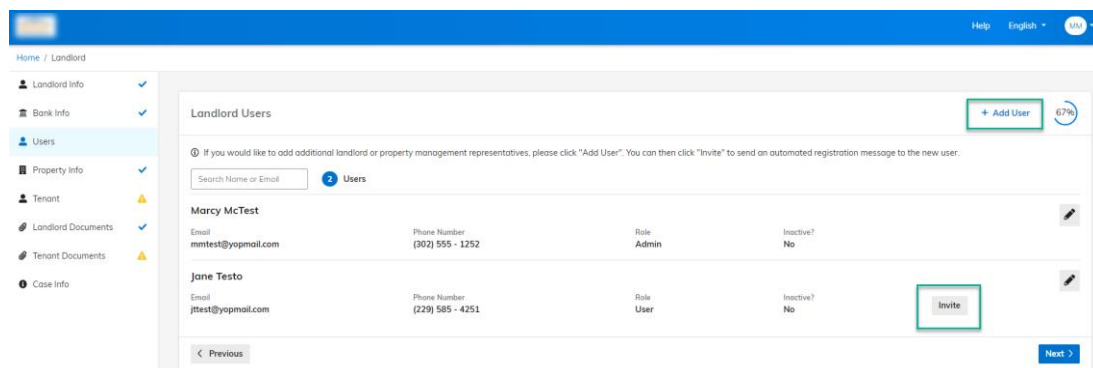 Help English MM
Home / Landlord
Landlord Info
Bank Info
Users
Property Info
Tenant
Landlord Documents
Tenant Documents
Case Info
Landlord Users
+ Add User 67%
If you would like to add additional landlord or property management representatives, please click "Add User". You can then click "Invite" to send an automated registration message to the new user.
Search Name or Email 2 Users
Marcy McTest
Email Phone Number Role Inactive?
mmtest@yopmail.com (302) 555 - 1252 Admin No
Jane Testo
Email Phone Number Role Inactive?
jttest@yopmail.com (229) 585 - 4251 User No
Invite
< Previous Next >